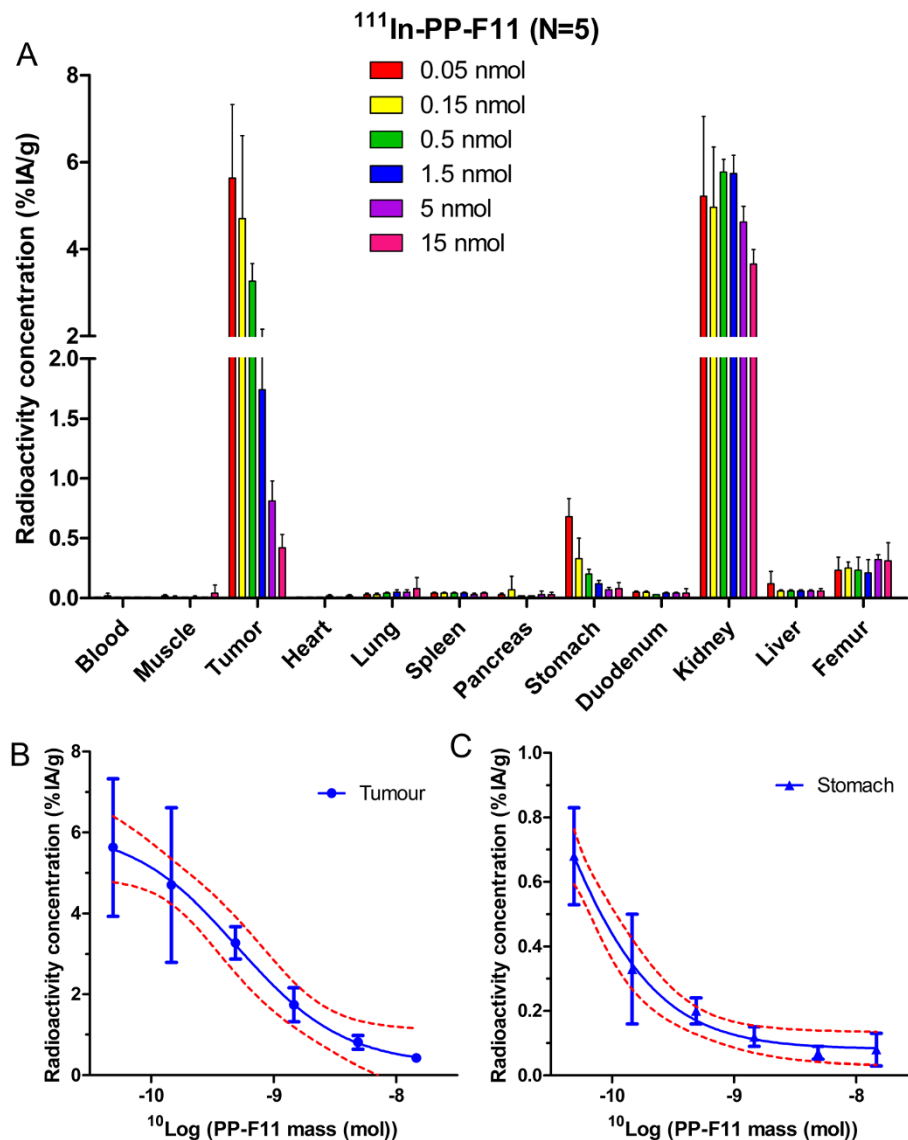 ¹¹¹In-PP-F11 (N=5)
A
0.05 nmol
0.15 nmol
0.5 nmol
1.5 nmol
5 nmol
15 nmol
Radioactivity concentration (%IA/g)
8
6
4
2
2.0
1.5
1.0
0.5
0.0
Blood
Muscle
Tumor
Heart
Lung
Spleen
Pancreas
Stomach
Duodenum
Kidney
Liver
Femur
B
Radioactivity concentration (%IA/g)
8
6
4
2
0
Tumour
-10
-9
-8
¹⁰Log (PP-F11 mass (mol))
C
Radioactivity concentration (%IA/g)
1.0
0.8
0.6
0.4
0.2
0.0
Stomach
-10
-9
-8
¹⁰Log (PP-F11 mass (mol))